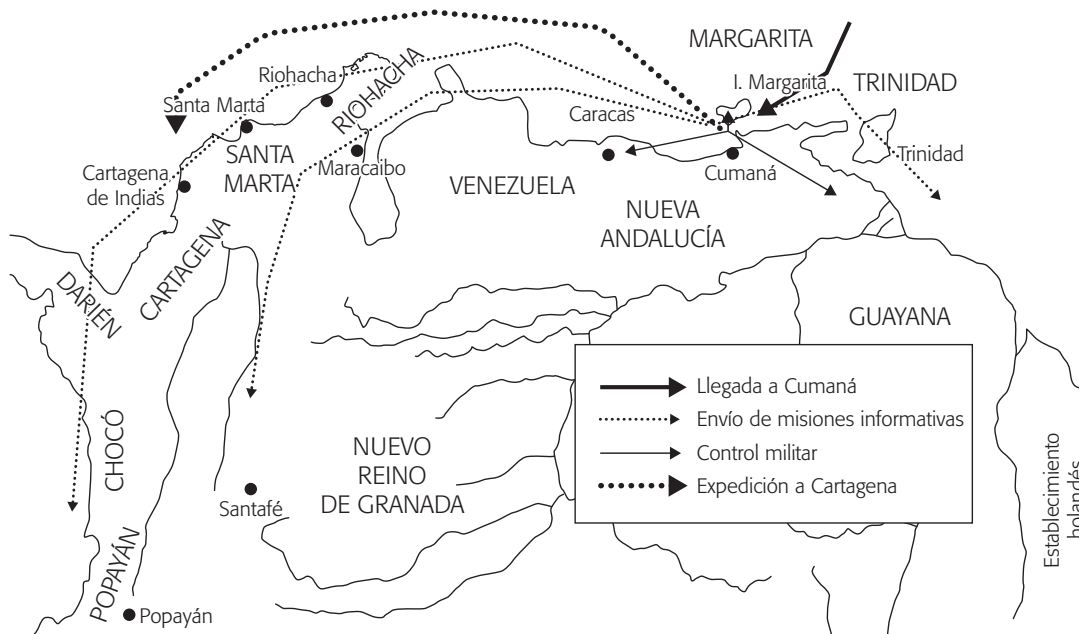 MARGARITA
I. Margarita
TRINIDAD
Riohacha
RIOHACHA
Santa Marta
Caracas
SANTA
MARTA
Maracaibo
Trinidad
Cartagena
de Indias
VENEZUELA
Cumaná
NUEVA
ANDALUCÍA
CARTAGENA
DARIÉN
GUAYANA
Llegada a Cumaná
Envío de misiones informativas
Control militar
Expedición a Cartagena
CHOCÓ
NUEVO
REINO
DE GRANADA
Santafé
Establecimiento
holandés
POPAYÁN
Popayán